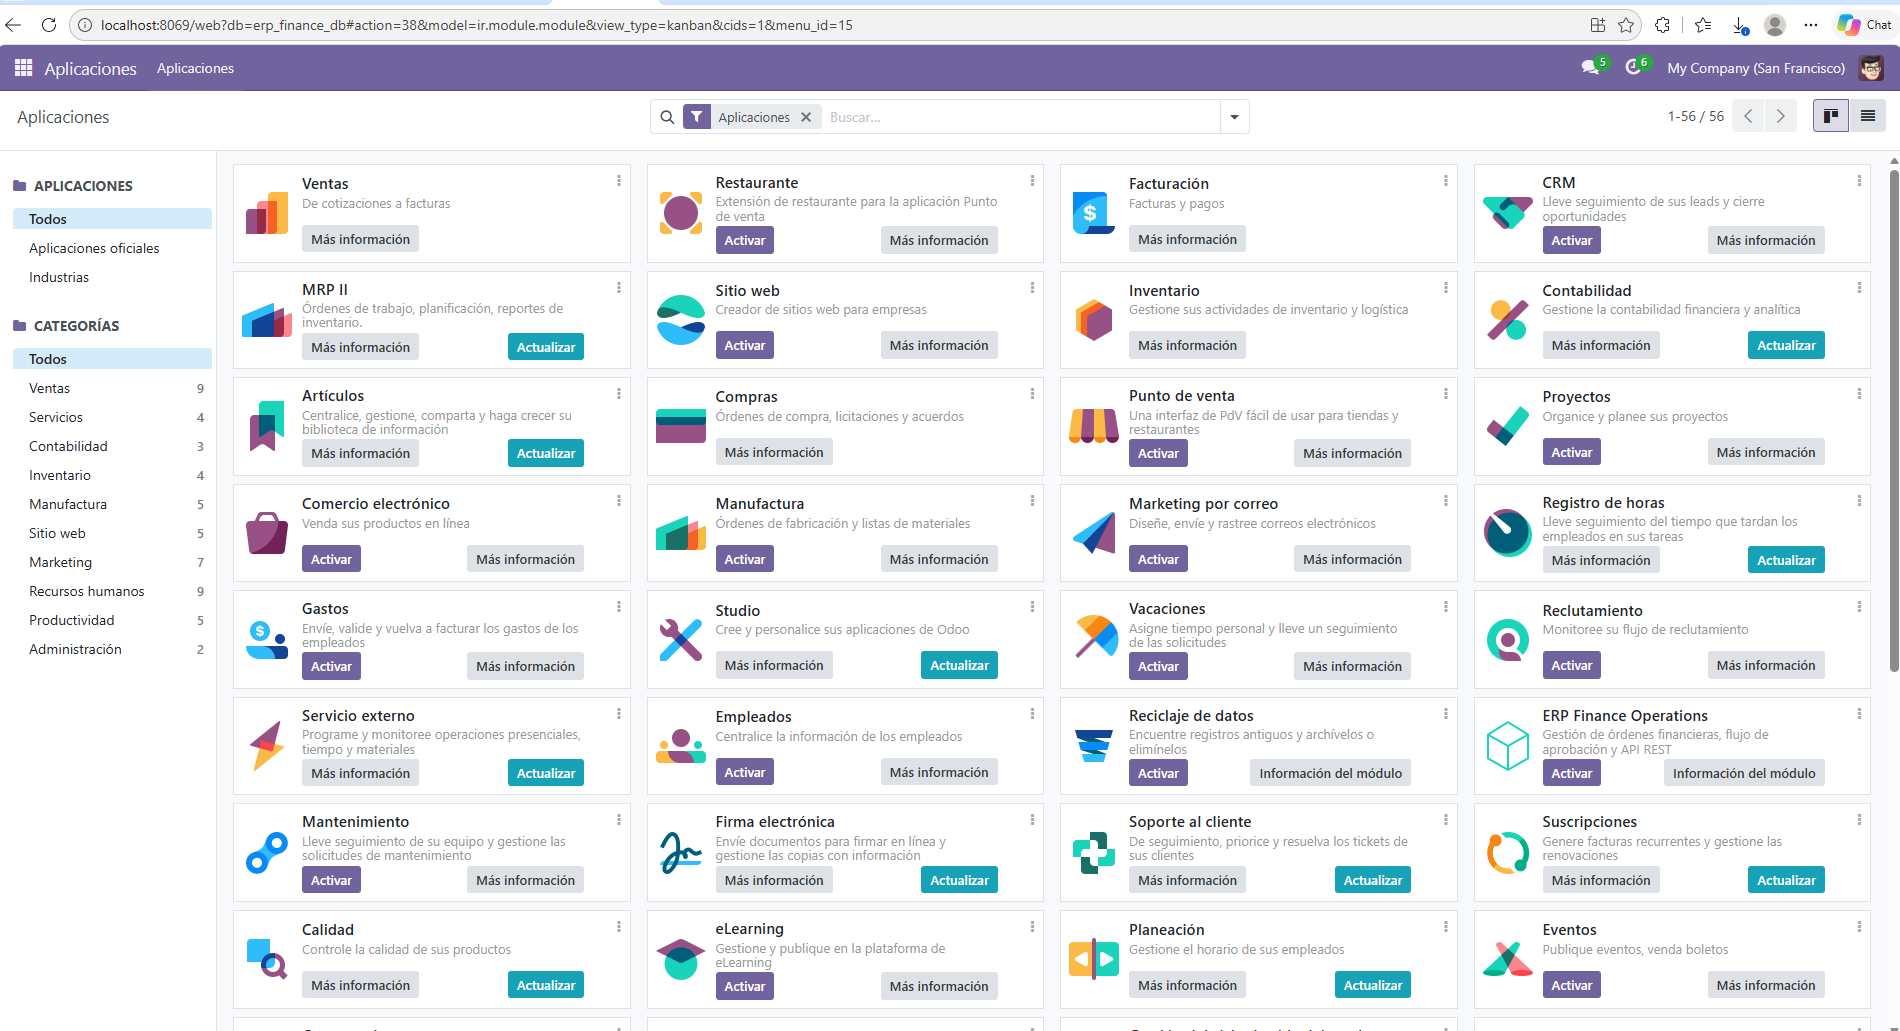 localhost:8069/web?db=erp_finance_db#action=38&model=ir.module.module&view_type=kanban&cids=1&menu_id=15
Chat
Aplicaciones
Aplicaciones
5
6
My Company (San Francisco)
Aplicaciones
Aplicaciones
Buscar...
1-56 / 56
APLICACIONES
Todos
Aplicaciones oficiales
Industrias
CATEGORÍAS
Todos
Ventas 9
Servicios 4
Contabilidad 3
Inventario 4
Manufactura 5
Sitio web 5
Marketing 7
Recursos humanos 9
Productividad 5
Administración 2
Ventas
De cotizaciones a facturas
Más información
Restaurante
Extensión de restaurante para la aplicación Punto
de venta
Activar Más información
Facturación
Facturas y pagos
Más información
CRM
Lleve seguimiento de sus leads y cierre
oportunidades
Activar Más información
MRP II
Órdenes de trabajo, planificación, reportes de
inventario.
Más información Actualizar
Sitio web
Creador de sitios web para empresas
Activar Más información
Inventario
Gestione sus actividades de inventario y logística
Más información
Contabilidad
Gestione la contabilidad financiera y analítica
Más información Actualizar
Artículos
Centralice, gestione, comparta y haga crecer su
biblioteca de información
Más información Actualizar
Compras
Órdenes de compra, licitaciones y acuerdos
Más información
Punto de venta
Una interfaz de PdV fácil de usar para tiendas y
restaurantes
Activar Más información
Proyectos
Organice y planee sus proyectos
Activar Más información
Comercio electrónico
Venda sus productos en línea
Activar Más información
Manufactura
Órdenes de fabricación y listas de materiales
Activar Más información
Marketing por correo
Diseñe, envíe y rastree correos electrónicos
Activar Más información
Registro de horas
Lleve seguimiento del tiempo que tardan los
empleados en sus tareas
Más información Actualizar
Gastos
Envíe, valide y vuelva a facturar los gastos de los
empleados
Activar Más información
Studio
Cree y personalice sus aplicaciones de Odoo
Más información Actualizar
Vacaciones
Asigne tiempo personal y lleve un seguimiento
de las solicitudes
Activar Más información
Reclutamiento
Monitoree su flujo de reclutamiento
Activar Más información
Servicio externo
Programe y monitoree operaciones presenciales,
tiempo y materiales
Más información Actualizar
Empleados
Centralice la información de los empleados
Activar Más información
Reciclaje de datos
Encuentre registros antiguos y archívelos o
elimínelos
Activar Información del módulo
ERP Finance Operations
Gestión de órdenes financieras, flujo de
aprobación y API REST
Activar Información del módulo
Mantenimiento
Lleve seguimiento de su equipo y gestione las
solicitudes de mantenimiento
Activar Más información
Firma electrónica
Envíe documentos para firmar en línea y
gestione las copias con información
Más información Actualizar
Soporte al cliente
De seguimiento, priorice y resuelva los tickets de
sus clientes
Más información Actualizar
Suscripciones
Genere facturas recurrentes y gestione las
renovaciones
Más información Actualizar
Calidad
Controle la calidad de sus productos
Más información Actualizar
eLearning
Gestione y publique en la plataforma de
eLearning
Activar Más información
Planeación
Gestione el horario de sus empleados
Más información Actualizar
Eventos
Publique eventos, venda boletos
Activar Más información